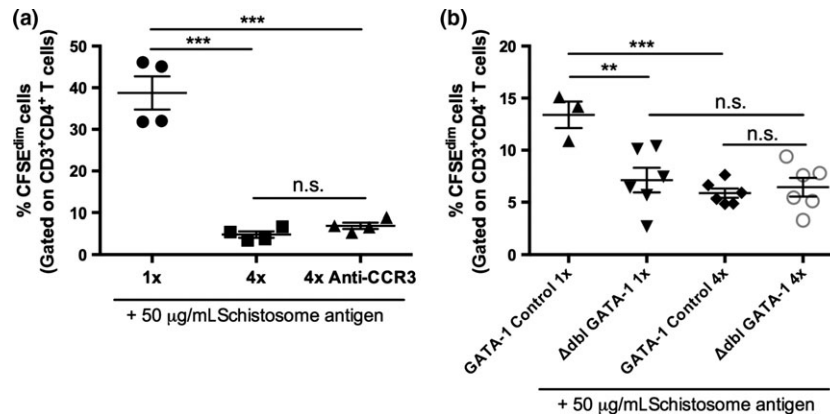 (a)
***
***
n.s.
% CFSEdim cells
(Gated on CD3+CD4+ T cells)
50
40
30
20
10
0
1x 4x 4x Anti-CCR3
+ 50 μg/mLSchistosome antigen
(b)
***
**
n.s.
n.s.
% CFSEdim cells
(Gated on CD3+CD4+ T cells)
20
15
10
5
0
GATA-1 Control 1x
Δdbl GATA-1 1x
GATA-1 Control 4x
Δdbl GATA-1 4x
+ 50 μg/mLSchistosome antigen